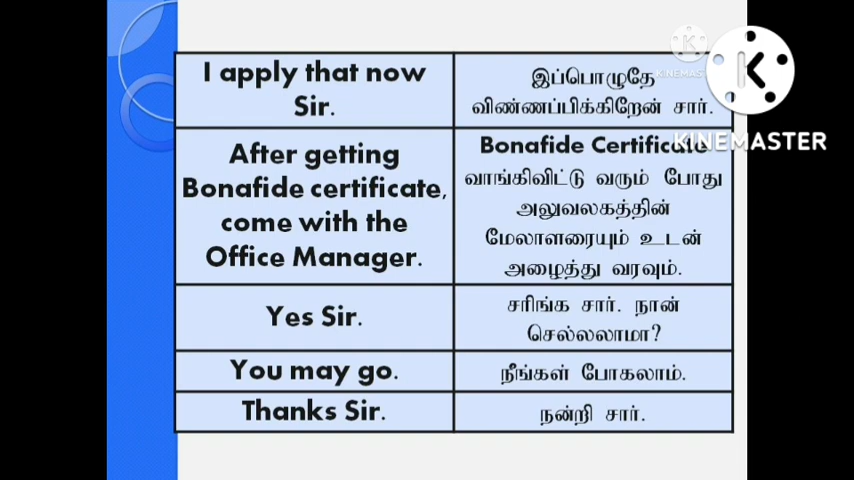 I apply that now
Sir.
இப்பொழுதே
விண்ணப்பிக்கிறேன் சார்.
After getting
Bonafide certificate,
come with the
Office Manager.
Bonafide Certificate
வாங்கிவிட்டு வரும் போது
அலுவலகத்தின்
மேலாளரையும் உடன்
அழைத்து வரவும்.
Yes Sir.
சரிங்க சார். நான்
செல்லலாமா?
You may go.
நீங்கள் போகலாம்.
Thanks Sir.
நன்றி சார்.
KINEMASTER